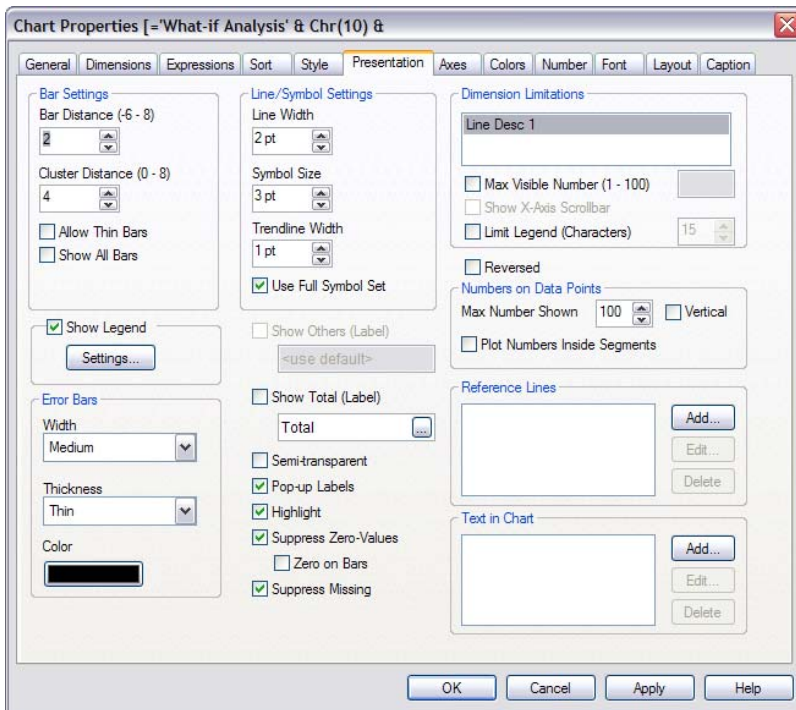 Chart Properties [='What-if Analysis' & Chr(10) &
General Dimensions Expressions Sort Style Presentation Axes Colors Number Font Layout Caption
Bar Settings
Bar Distance (-6 - 8)
2
Cluster Distance (0 - 8)
4
Allow Thin Bars
Show All Bars
Line/Symbol Settings
Line Width
2 pt
Symbol Size
3 pt
Trendline Width
1 pt
Use Full Symbol Set
Dimension Limitations
Line Desc 1
Max Visible Number (1 - 100)
Show X-Axis Scrollbar
Limit Legend (Characters) 15
Reversed
Numbers on Data Points
Max Number Shown 100 Vertical
Plot Numbers Inside Segments
Show Legend
Settings...
Show Others (Label)
<use default>
Error Bars
Width
Medium
Thickness
Thin
Color
Show Total (Label)
Total ...
Semi-transparent
Pop-up Labels
Highlight
Suppress Zero-Values
Zero on Bars
Suppress Missing
Reference Lines
Add...
Edit...
Delete
Text in Chart
Add...
Edit...
Delete
OK Cancel Apply Help